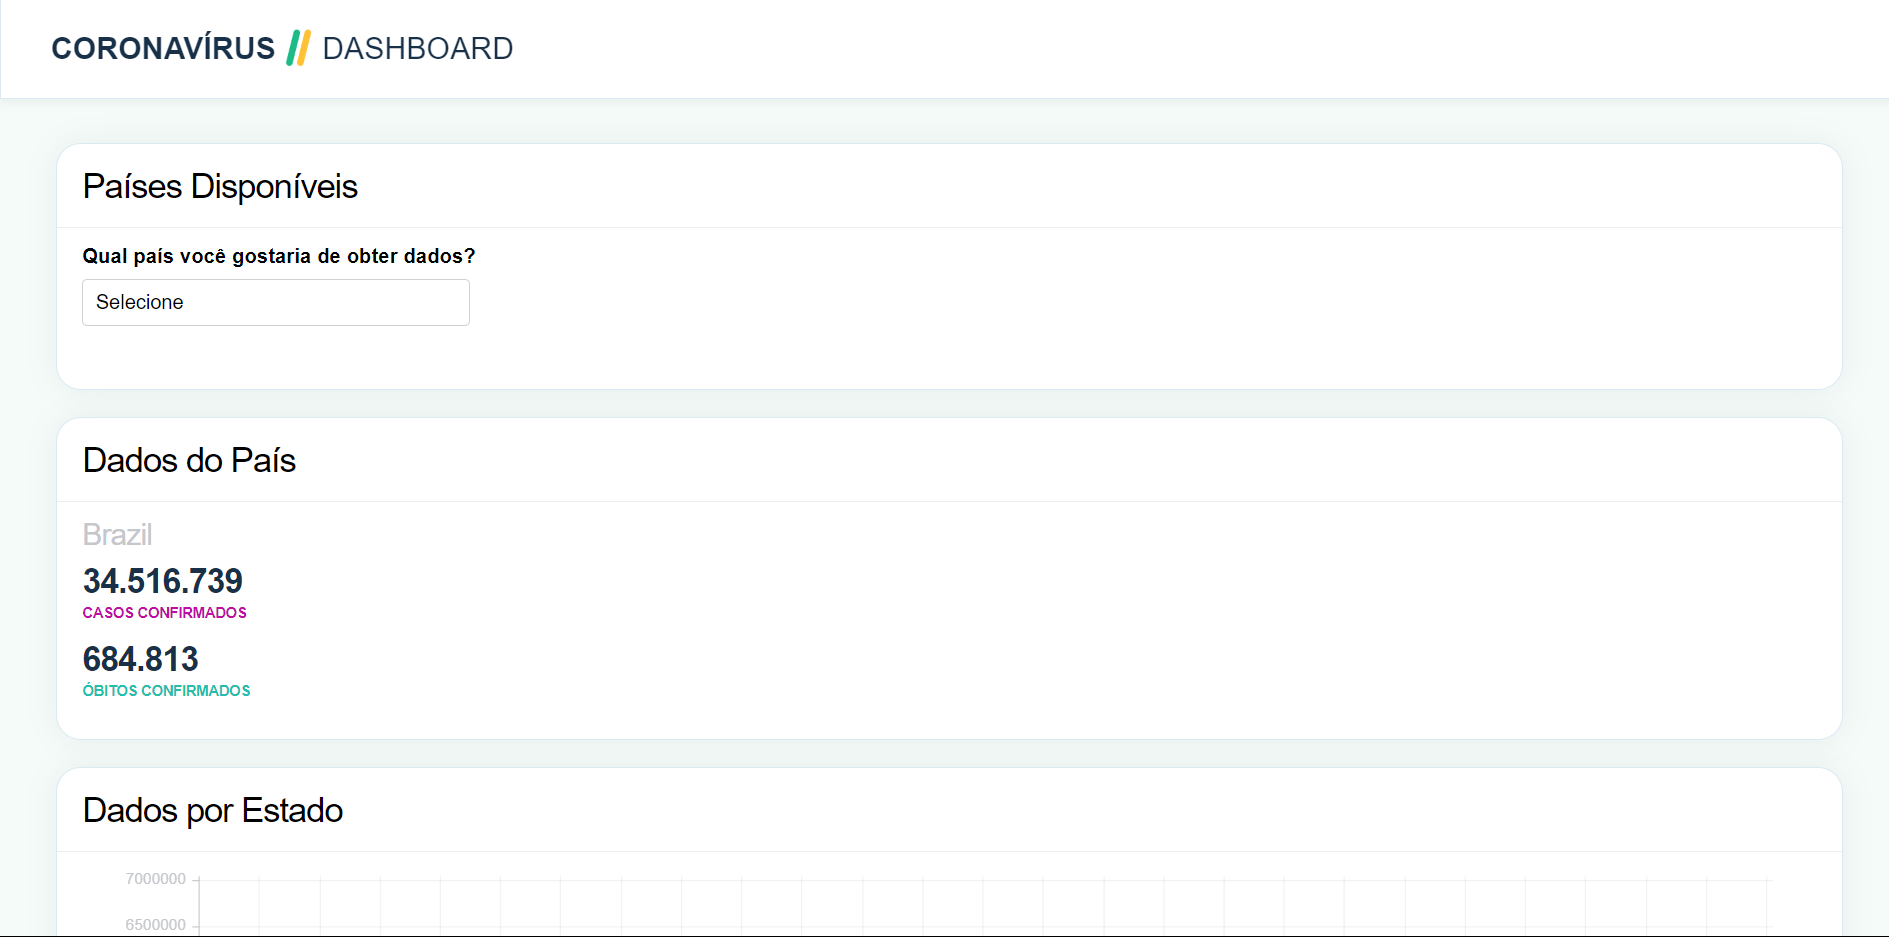 CORONAVÍRUS // DASHBOARD
Países Disponíveis
Qual país você gostaria de obter dados?
Selecione
Dados do País
Brazil
34.516.739
CASOS CONFIRMADOS
684.813
ÓBITOS CONFIRMADOS
Dados por Estado
7000000
6500000